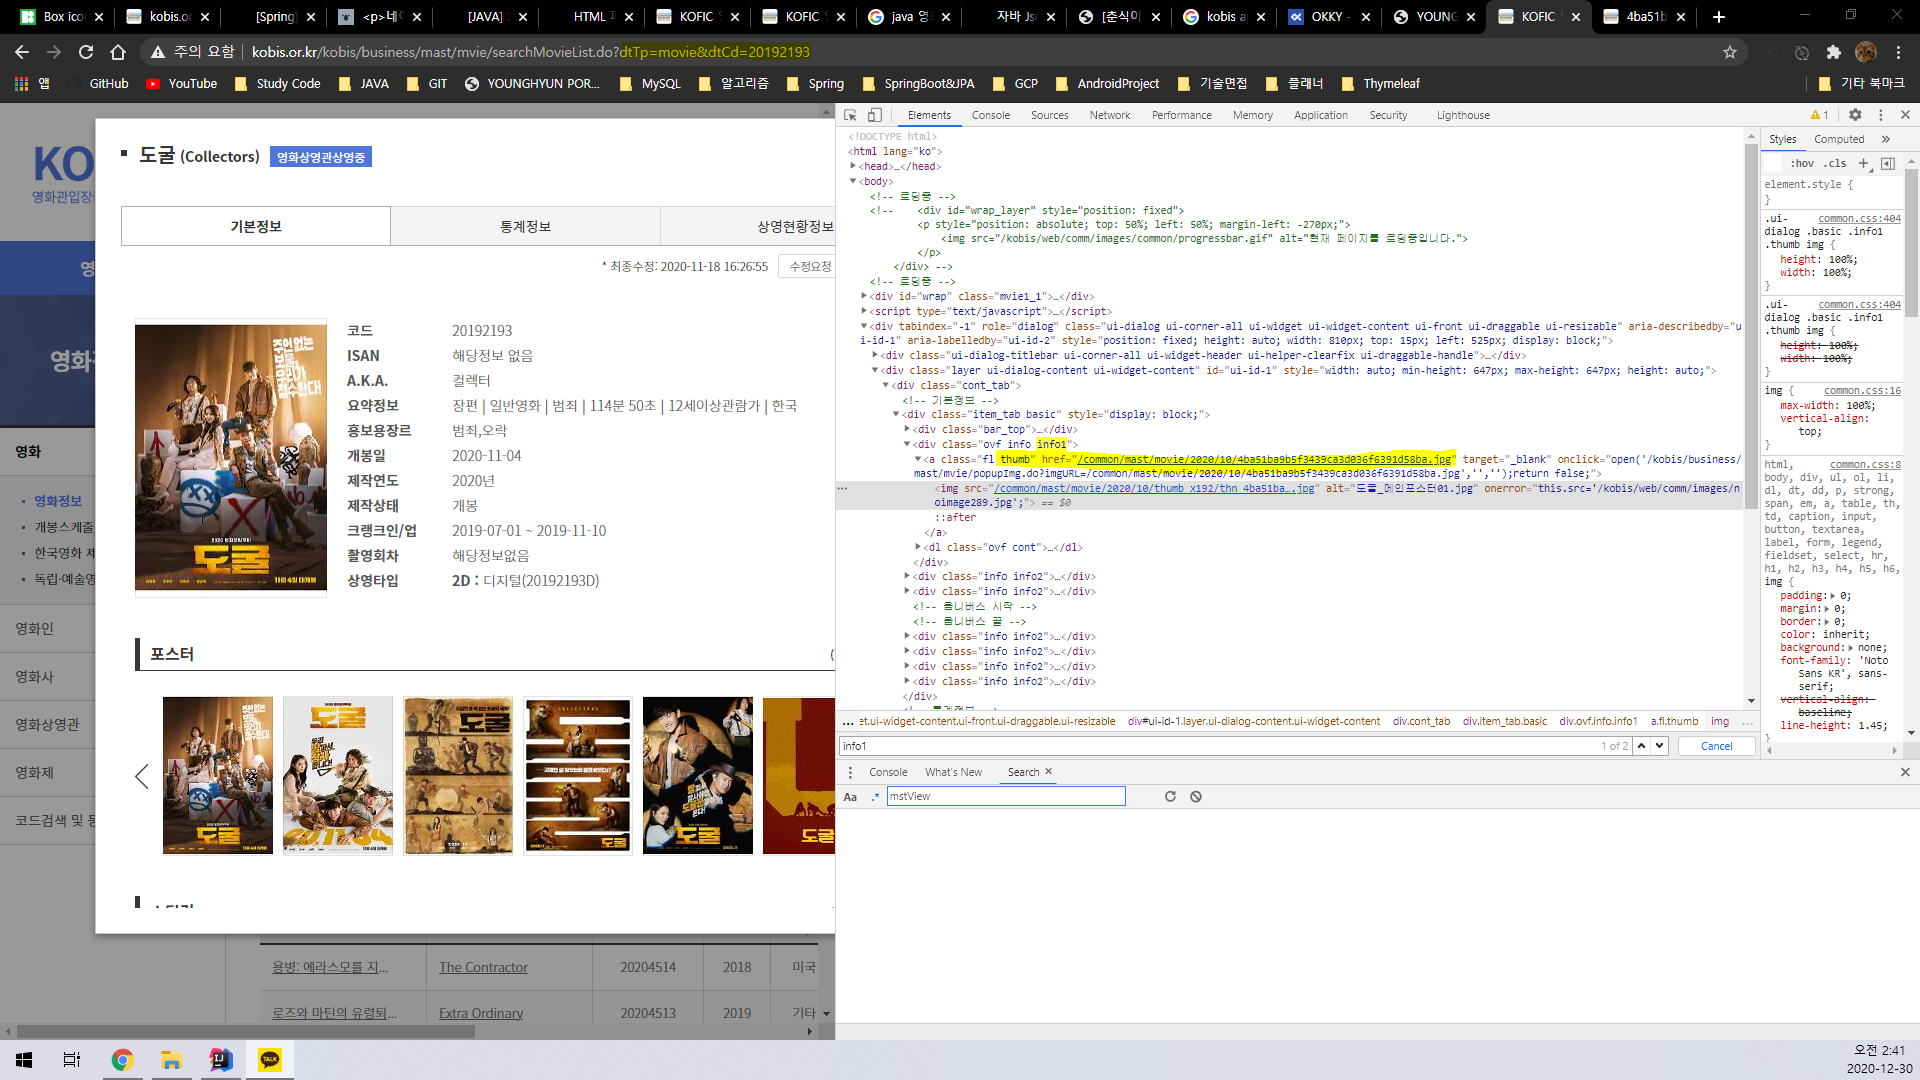 Box ico
kobis.or
[Spring]
<p>네이
[JAVA]
HTML
KOFIC
KOFIC
java 영
자바 Jso
[춘식이
kobis a
OKKY -
YOUNG
KOFIC
4ba51b
주의 요함
kobis.or.kr/kobis/business/mast/mvie/searchMovieList.do?dtTp=movie&dtCd=20192193
앱
GitHub
YouTube
Study Code
JAVA
GIT
YOUNGHYUN POR...
MySQL
알고리즘
Spring
SpringBoot&JPA
GCP
AndroidProject
기술면접
플래너
Thymeleaf
기타 북마크
KO
영화관입장
영화
영화정보
개봉스케줄
한국영화 제
독립·예술영
영화인
영화사
영화상영관
영화제
코드검색 및 등
도굴 (Collectors) 영화상영관상영중
기본정보 통계정보 상영현황정보
* 최종수정: 2020-11-18 16:26:55 수정요청
코드 20192193
ISAN 해당정보 없음
A.K.A. 컬렉터
요약정보 장편 | 일반영화 | 범죄 | 114분 50초 | 12세이상관람가 | 한국
홍보용장르 범죄,오락
개봉일 2020-11-04
제작연도 2020년
제작상태 개봉
크랭크인/업 2019-07-01 ~ 2019-11-10
촬영회차 해당정보없음
상영타입 2D : 디지털(20192193D)
주인 없는
도굴
11월 4일 대개봉
포스터
용병: 에라스모를 지... The Contractor 20204514 2018 미국
로즈와 마틴의 유령퇴... Extra Ordinary 20204513 2019 기타
Elements Console Sources Network Performance Memory Application Security Lighthouse 1
<!DOCTYPE html>
<html lang="ko">
<head>…</head>
<body>
<!-- 로딩중 -->
<!-- <div id="wrap_layer" style="position: fixed">
<p style="position: absolute; top: 50%; left: 50%; margin-left: -270px;">
<img src="/kobis/web/comm/images/common/progressbar.gif" alt="현재 페이지를 로딩중입니다.">
</p>
</div> -->
<!-- 로딩중 -->
<div id="wrap" class="mvie1_1">…</div>
<script type="text/javascript">…</script>
<div tabindex="-1" role="dialog" class="ui-dialog ui-corner-all ui-widget ui-widget-content ui-front ui-draggable ui-resizable" aria-describedby="u
i-id-1" aria-labelledby="ui-id-2" style="position: fixed; height: auto; width: 810px; top: 15px; left: 525px; display: block;">
<div class="ui-dialog-titlebar ui-corner-all ui-widget-header ui-helper-clearfix ui-draggable-handle">…</div>
<div class="layer ui-dialog-content ui-widget-content" id="ui-id-1" style="width: auto; min-height: 647px; max-height: 647px; height: auto;">
<div class="cont_tab">
<!-- 기본정보 -->
<div class="item_tab basic" style="display: block;">
<div class="bar_top">…</div>
<div class="ovf info info1">
<a class="fl thumb" href="/common/mast/movie/2020/10/4ba51ba9b5f3439ca3d036f6391d58ba.jpg" target="_blank" onclick="open('/kobis/business/
mast/mvie/popupImg.do?imgURL=/common/mast/movie/2020/10/4ba51ba9b5f3439ca3d036f6391d58ba.jpg','','');return false;">
<img src="/common/mast/movie/2020/10/thumb_x192/thn_4ba51ba….jpg" alt="도굴_메인포스터01.jpg" onerror="this.src='/kobis/web/comm/images/n
oimage289.jpg';"> == $0
::after
</a>
<dl class="ovf cont">…</dl>
</div>
<div class="info info2">…</div>
<div class="info info2">…</div>
<!-- 옴니버스 시작 -->
<!-- 옴니버스 끝 -->
<div class="info info2">…</div>
<div class="info info2">…</div>
<div class="info info2">…</div>
<div class="info info2">…</div>
</div>
... et.ui-widget-content.ui-front.ui-draggable.ui-resizable div#ui-id-1.layer.ui-dialog-content.ui-widget-content div.cont_tab div.item_tab.basic div.ovf.info.info1 a.fl.thumb img ...
info1 1 of 2 Cancel
Console What's New Search
Aa .* mstView
Styles Computed »
:hov .cls +
element.style {
}
.ui- common.css:404
dialog .basic .info1
.thumb img {
height: 100%;
width: 100%;
}
.ui- common.css:404
dialog .basic .info1
.thumb img {
height: 100%;
width: 100%;
}
img { common.css:16
max-width: 100%;
vertical-align:
top;
}
html, common.css:8
body, div, ul, ol, li,
dl, dt, dd, p, strong,
span, em, a, table, th,
td, caption, input,
button, textarea,
label, form, legend,
fieldset, select, hr,
h1, h2, h3, h4, h5, h6,
img {
padding: 0;
margin: 0;
border: 0;
color: inherit;
background: none;
font-family: 'Noto
Sans KR', sans-
serif;
vertical-align:
baseline;
line-height: 1.45;
}
TALK
오전 2:41
2020-12-30